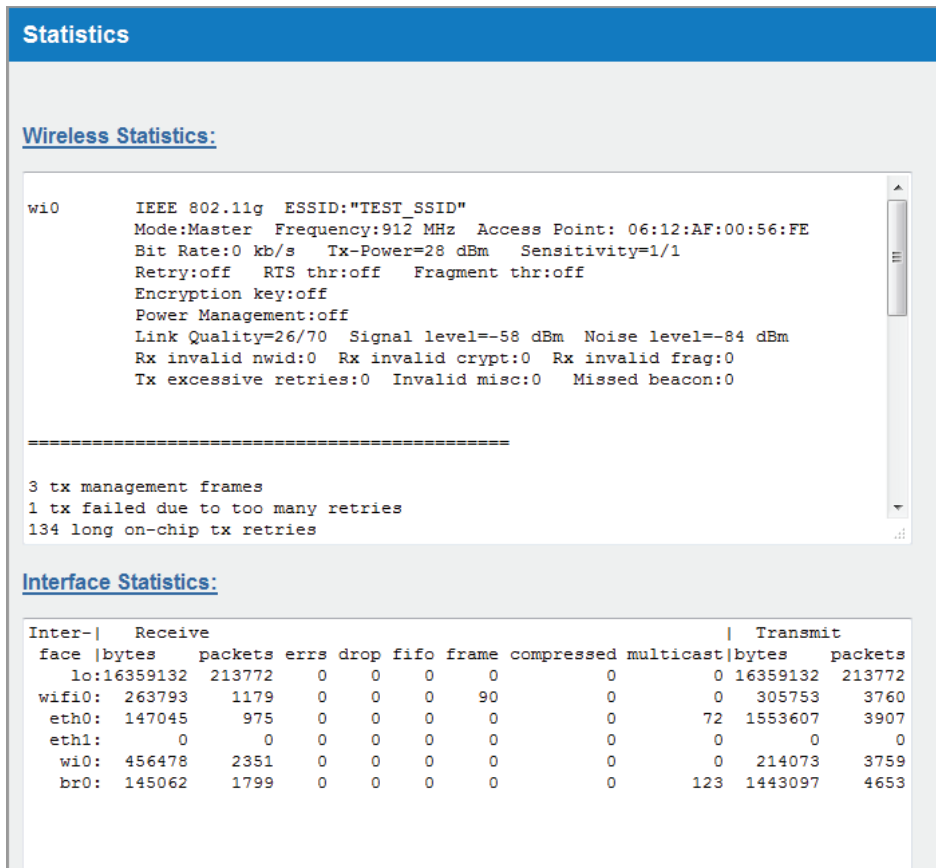 Statistics
Wireless Statistics:
wi0       IEEE 802.11g  ESSID:"TEST_SSID"
          Mode:Master  Frequency:912 MHz  Access Point: 06:12:AF:00:56:FE
          Bit Rate:0 kb/s   Tx-Power=28 dBm   Sensitivity=1/1
          Retry:off   RTS thr:off   Fragment thr:off
          Encryption key:off
          Power Management:off
          Link Quality=26/70  Signal level=-58 dBm  Noise level=-84 dBm
          Rx invalid nwid:0  Rx invalid crypt:0  Rx invalid frag:0
          Tx excessive retries:0  Invalid misc:0   Missed beacon:0
=============================================
3 tx management frames
1 tx failed due to too many retries
134 long on-chip tx retries
Interface Statistics:
Inter-|   Receive                                                |  Transmit
 face |bytes    packets errs drop fifo frame compressed multicast|bytes    packets
    lo:16359132  213772    0    0    0     0          0         0 16359132  213772
 wifi0:  263793    1179    0    0    0    90          0         0   305753    3760
  eth0:  147045     975    0    0    0     0          0        72  1553607    3907
  eth1:       0       0    0    0    0     0          0         0        0       0
   wi0:  456478    2351    0    0    0     0          0         0   214073    3759
   br0:  145062    1799    0    0    0     0          0       123  1443097    4653